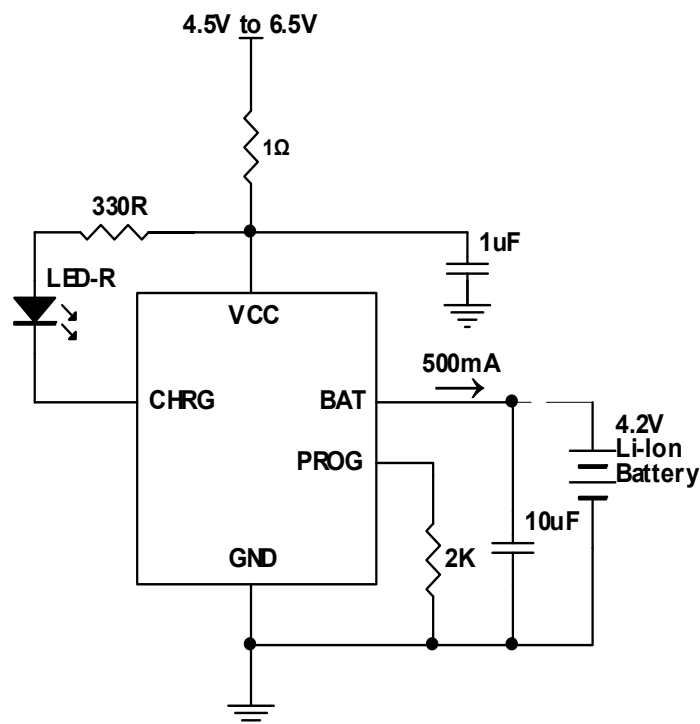 4.5V to 6.5V
1Ω
330R
1uF
LED-R
VCC
500mA
CHRG
BAT
4.2V
Li-Ion
Battery
PROG
10uF
GND
2K